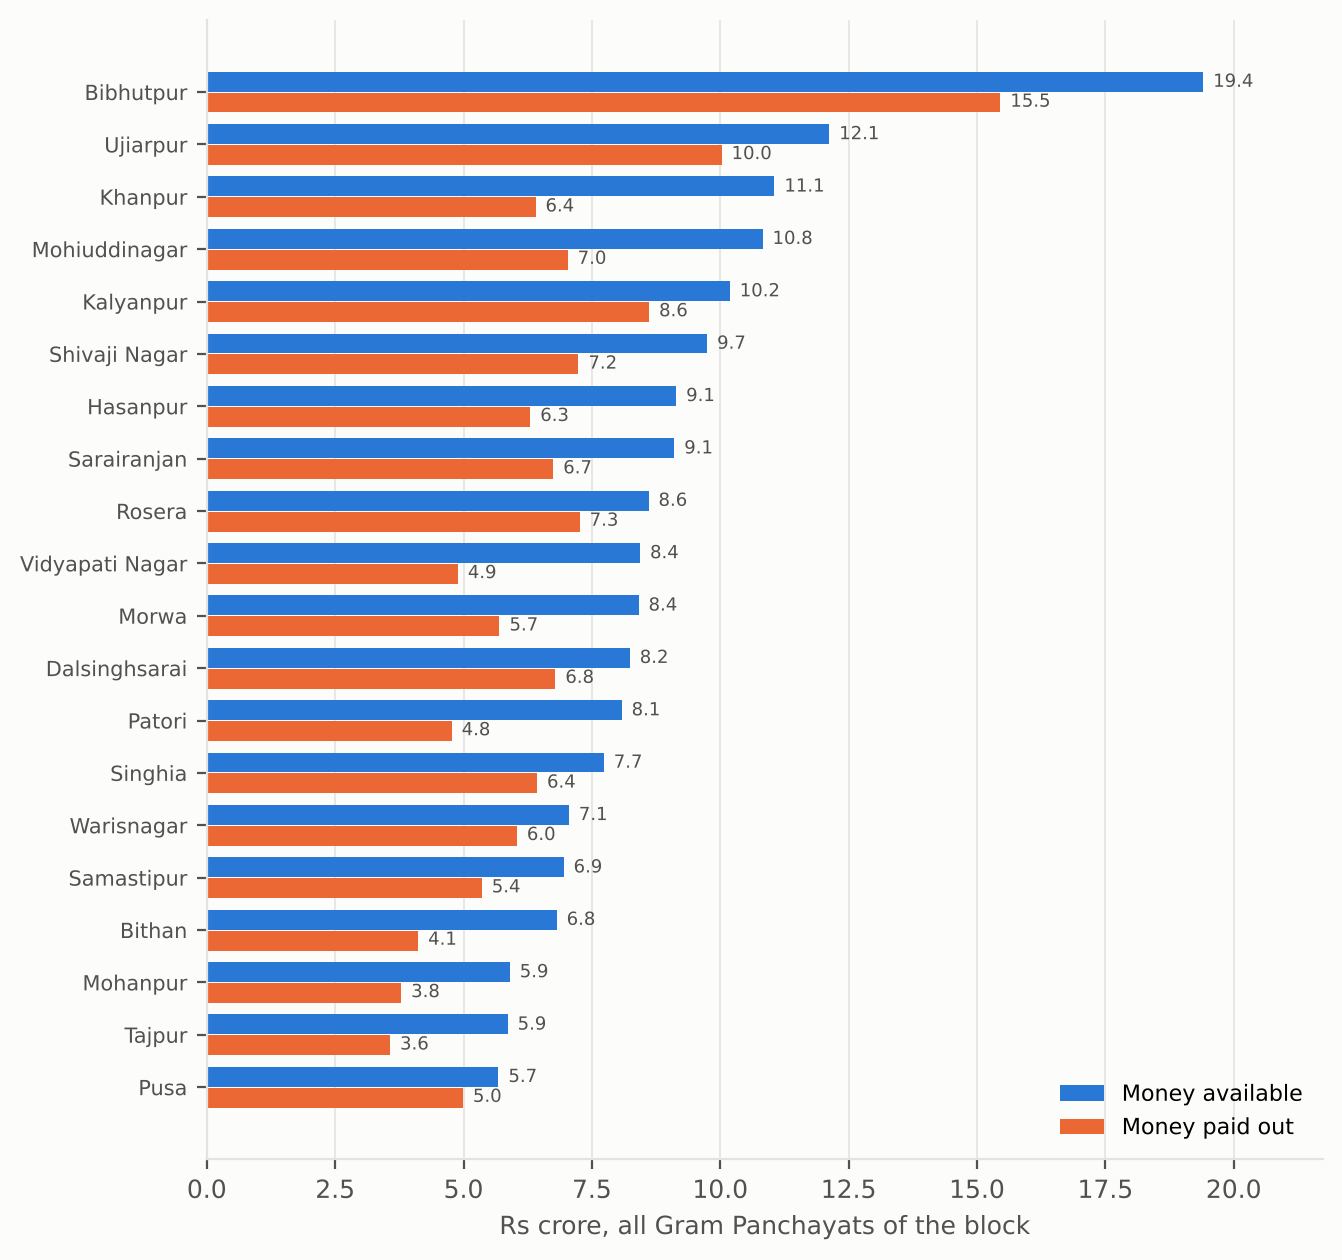 Bibhutpur 19.4
15.5
Ujiarpur 12.1
10.0
Khanpur 11.1
6.4
Mohiuddinagar 10.8
7.0
Kalyanpur 10.2
8.6
Shivaji Nagar 9.7
7.2
Hasanpur 9.1
6.3
Sarairanjan 9.1
6.7
Rosera 8.6
7.3
Vidyapati Nagar 8.4
4.9
Morwa 8.4
5.7
Dalsinghsarai 8.2
6.8
Patori 8.1
4.8
Singhia 7.7
6.4
Warisnagar 7.1
6.0
Samastipur 6.9
5.4
Bithan 6.8
4.1
Mohanpur 5.9
3.8
Tajpur 5.9
3.6
Pusa 5.7
5.0
Money available
Money paid out
0.0 2.5 5.0 7.5 10.0 12.5 15.0 17.5 20.0
Rs crore, all Gram Panchayats of the block